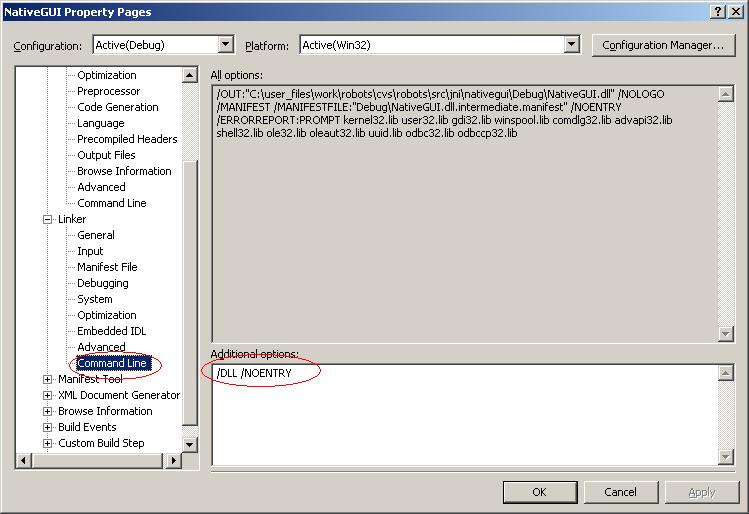 NativeGUI Property Pages
Configuration: Active(Debug) Platform: Active(Win32) Configuration Manager...
Optimization
Preprocessor
Code Generation
Language
Precompiled Headers
Output Files
Browse Information
Advanced
Command Line
Linker
General
Input
Manifest File
Debugging
System
Optimization
Embedded IDL
Advanced
Command Line
Manifest Tool
XML Document Generator
Browse Information
Build Events
Custom Build Step
All options:
/OUT:"C:\user_files\work\robots\cvs\robots\src\jni\nativegui\Debug\NativeGUI.dll" /NOLOGO
/MANIFEST /MANIFESTFILE:"Debug\NativeGUI.dll.intermediate.manifest" /NOENTRY
/ERRORREPORT:PROMPT kernel32.lib user32.lib gdi32.lib winspool.lib comdlg32.lib advapi32.lib
shell32.lib ole32.lib oleaut32.lib uuid.lib odbc32.lib odbccp32.lib
Additional options:
/DLL /NOENTRY
OK Cancel Apply